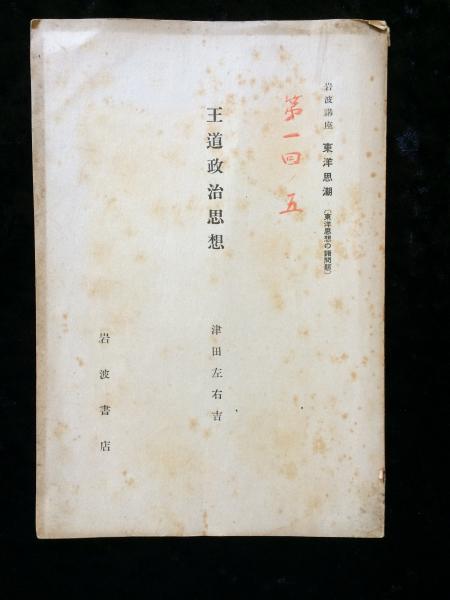 岩波講座 東洋思潮 〔東洋思想の諸問題〕
第一回 五
王道政治思想
津田左右吉
岩波書店